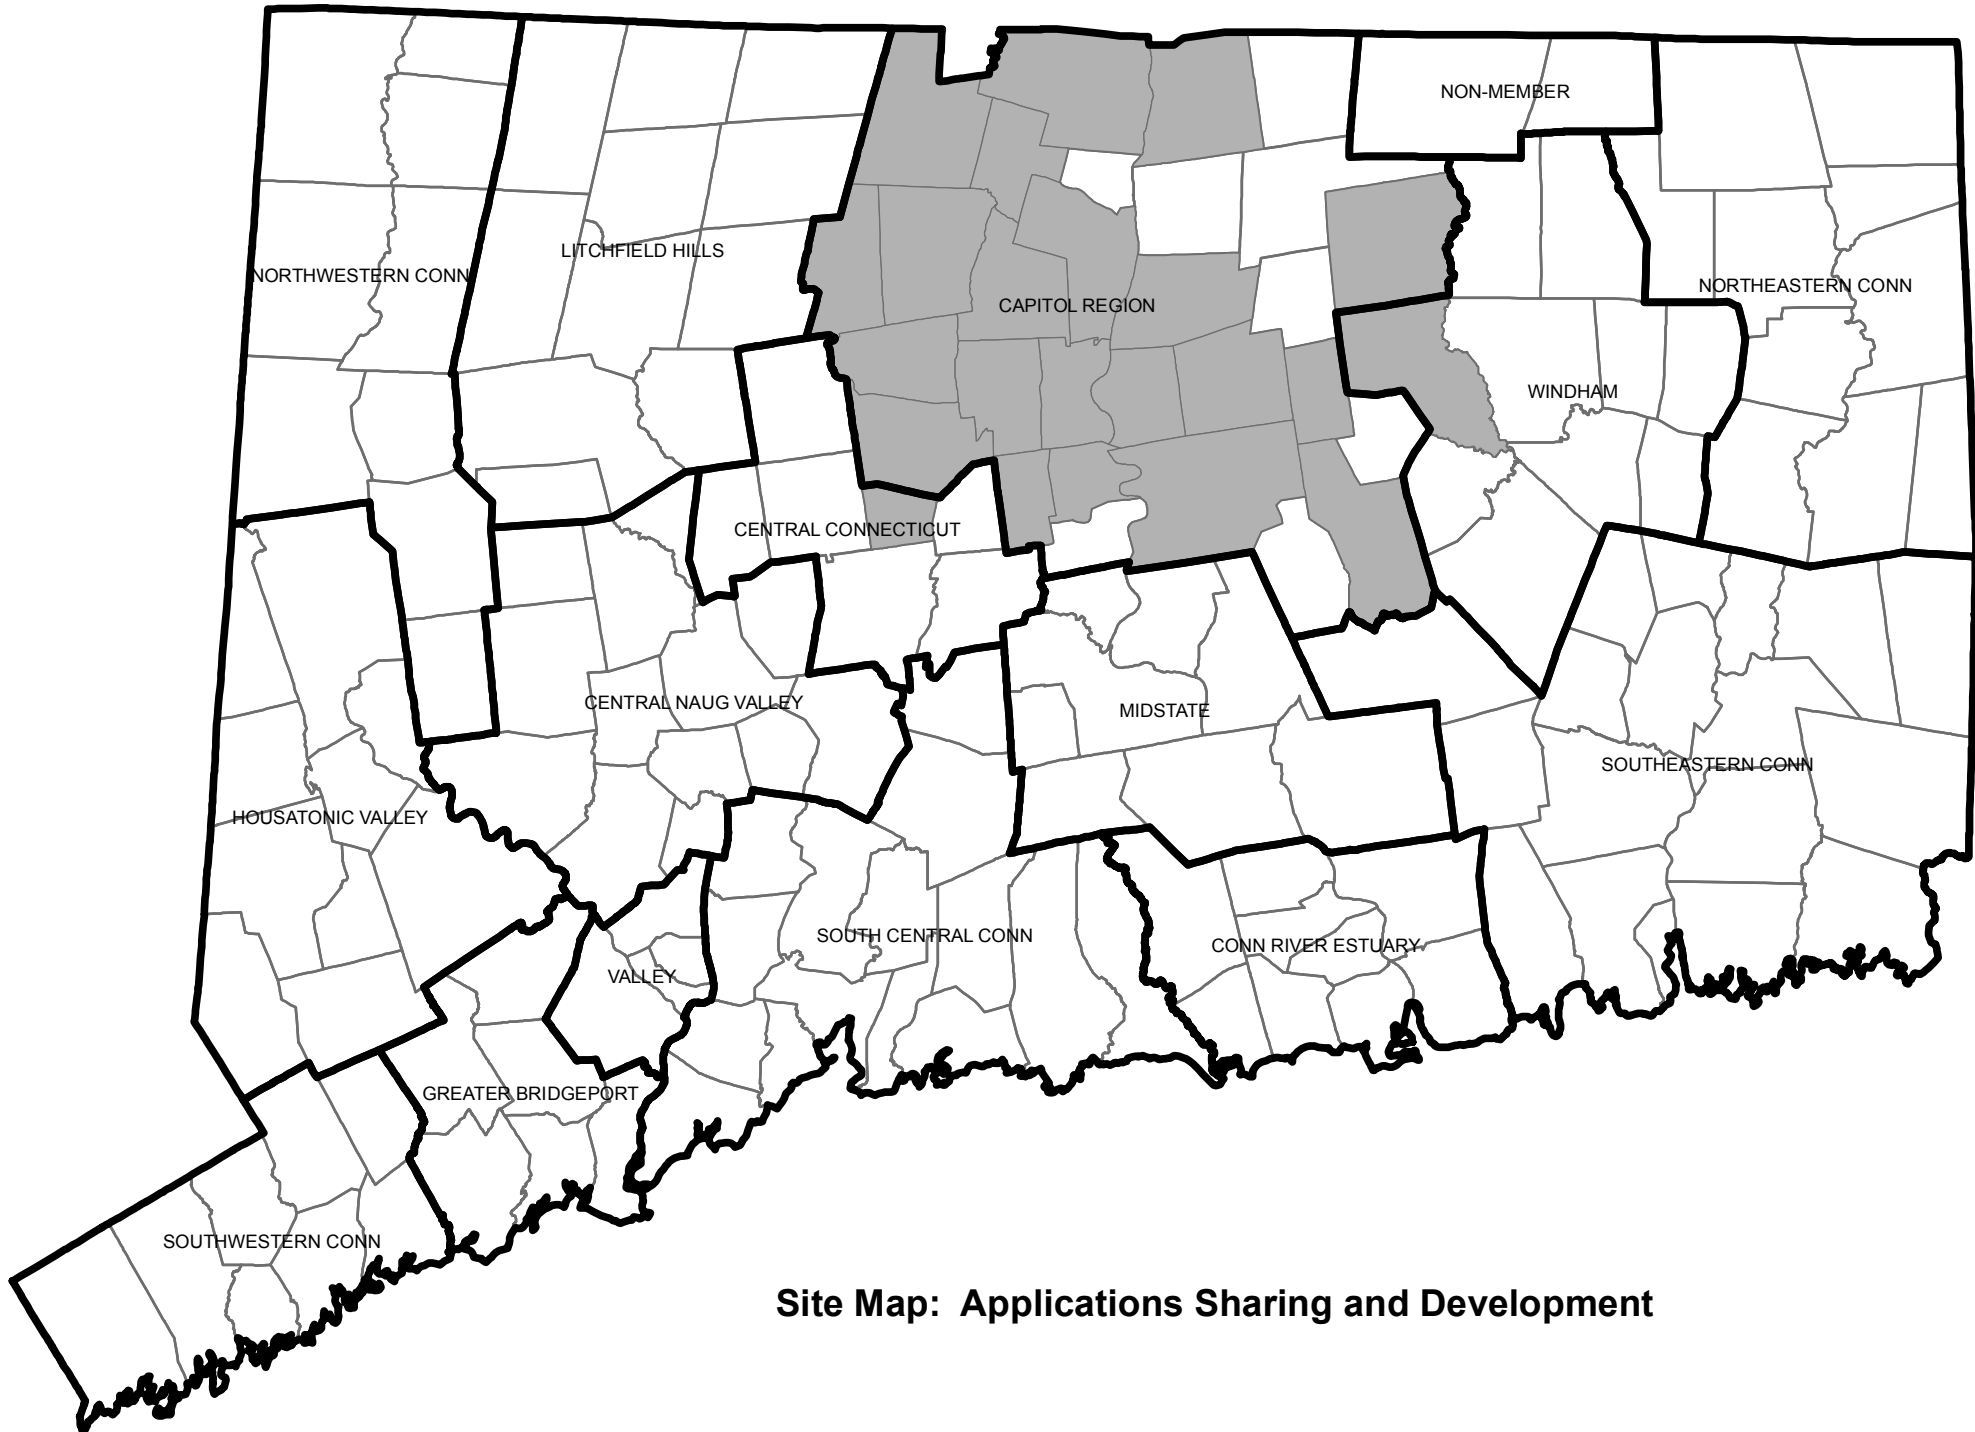 NON-MEMBER
LITCHFIELD HILLS
NORTHWESTERN CONN
NORTHEASTERN CONN
CAPITOL REGION
WINDHAM
CENTRAL CONNECTICUT
CENTRAL NAUG VALLEY
MIDSTATE
SOUTHEASTERN CONN
HOUSATONIC VALLEY
SOUTH CENTRAL CONN
CONN RIVER ESTUARY
VALLEY
GREATER BRIDGEPORT
SOUTHWESTERN CONN
Site Map: Applications Sharing and Development